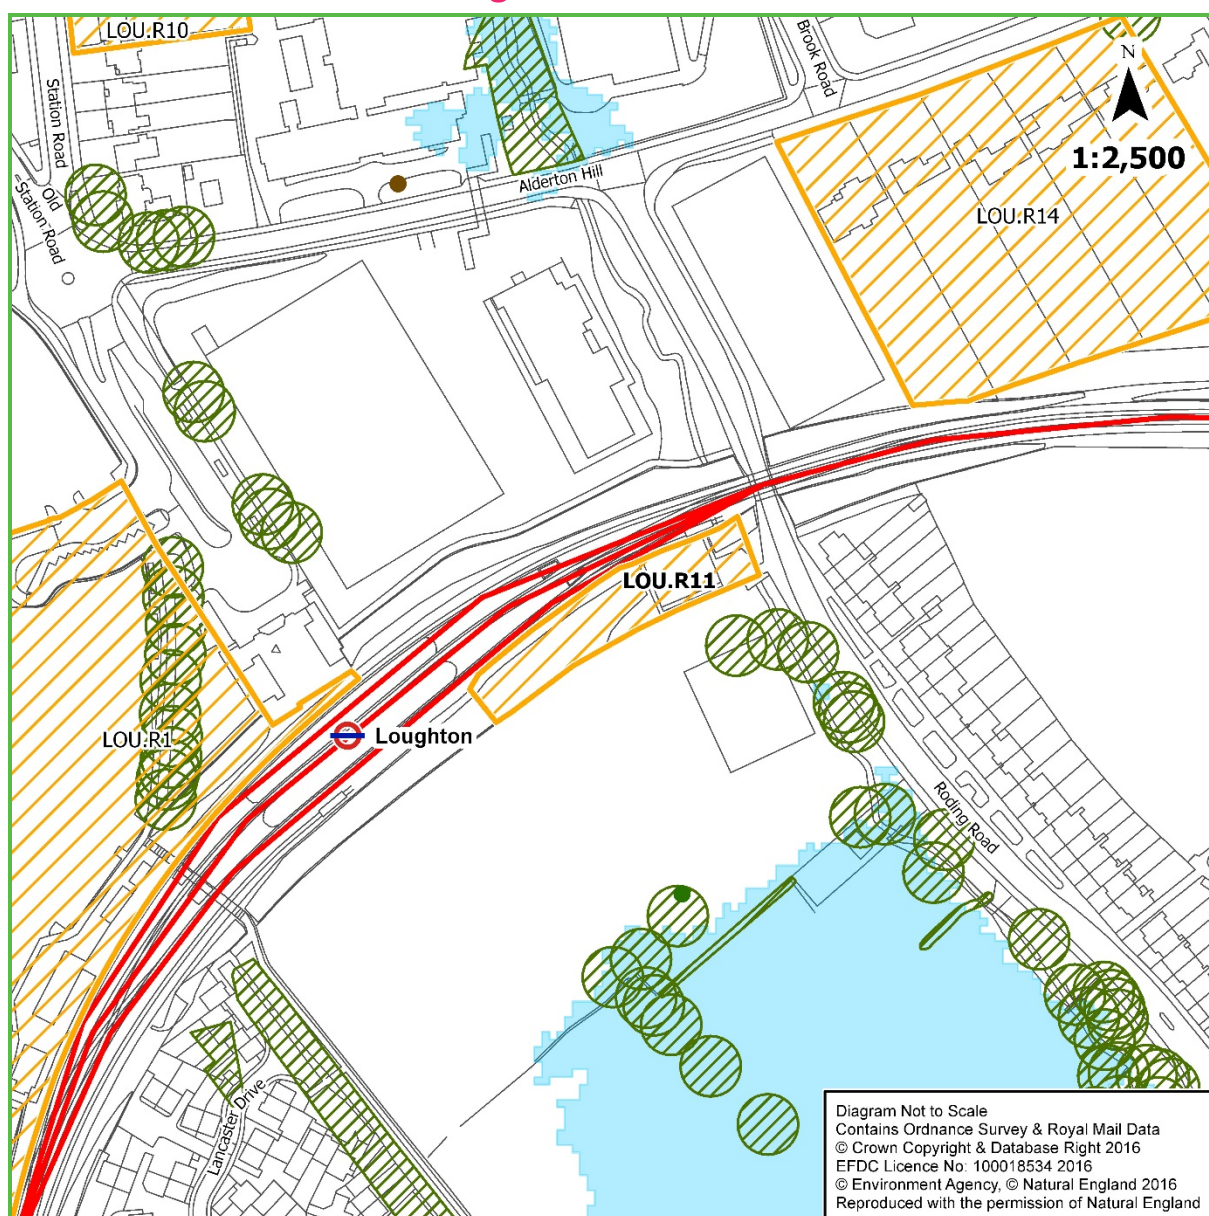 LOU.R10
Station Road
Brook Road
N
1:2,500
Old
Station Road
Alderton Hill
LOU.R14
LOU.R11
LOU.R1
Loughton
Roding Road
Lancaster Drive
Diagram Not to Scale
Contains Ordnance Survey & Royal Mail Data
© Crown Copyright & Database Right 2016
EFDC Licence No: 100018534 2016
© Environment Agency, © Natural England 2016
Reproduced with the permission of Natural England